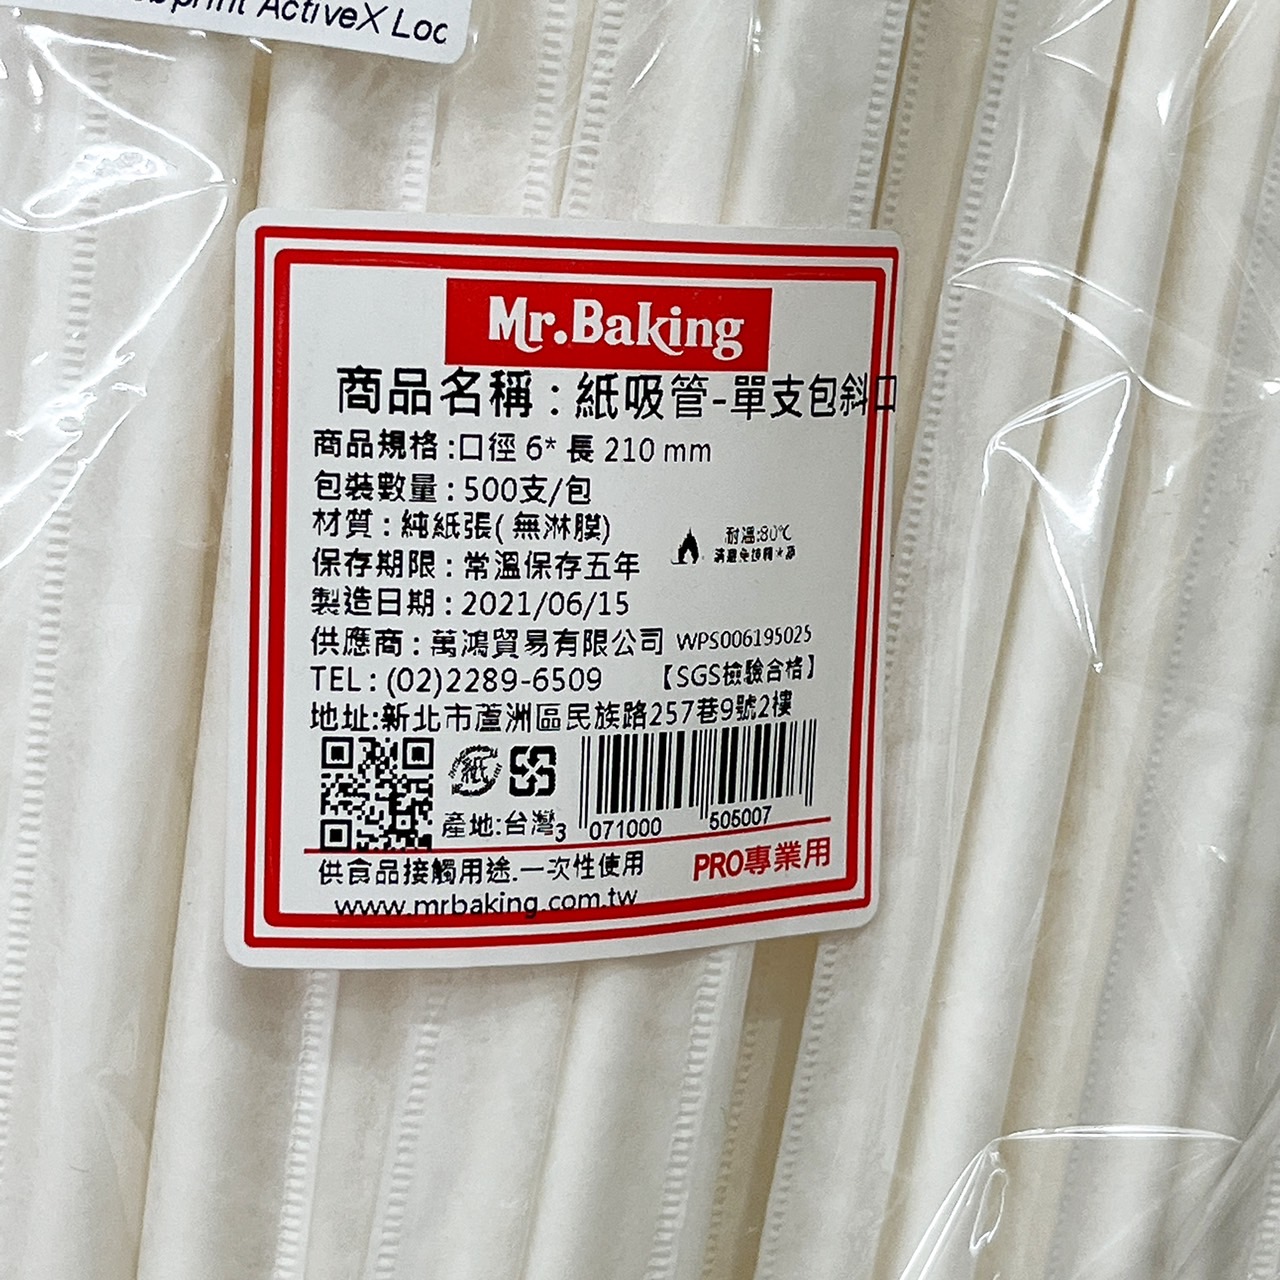 ActiveX Loc
Mr.Baking
商品名稱 : 紙吸管-單支包斜口
商品規格 :口徑 6* 長 210 mm
包裝數量 : 500支/包
材質 : 純紙張( 無淋膜)
耐溫:80℃
保存期限 : 常溫保存五年
製造日期 : 2021/06/15
供應商 : 萬鴻貿易有限公司 WPS006195025
TEL : (02)2289-6509 【SGS檢驗合格】
地址:新北市蘆洲區民族路257巷9號2樓
紙
產地:台灣
3 071000 505007
供食品接觸用途.一次性使用 PRO專業用
www.mrbaking.com.tw